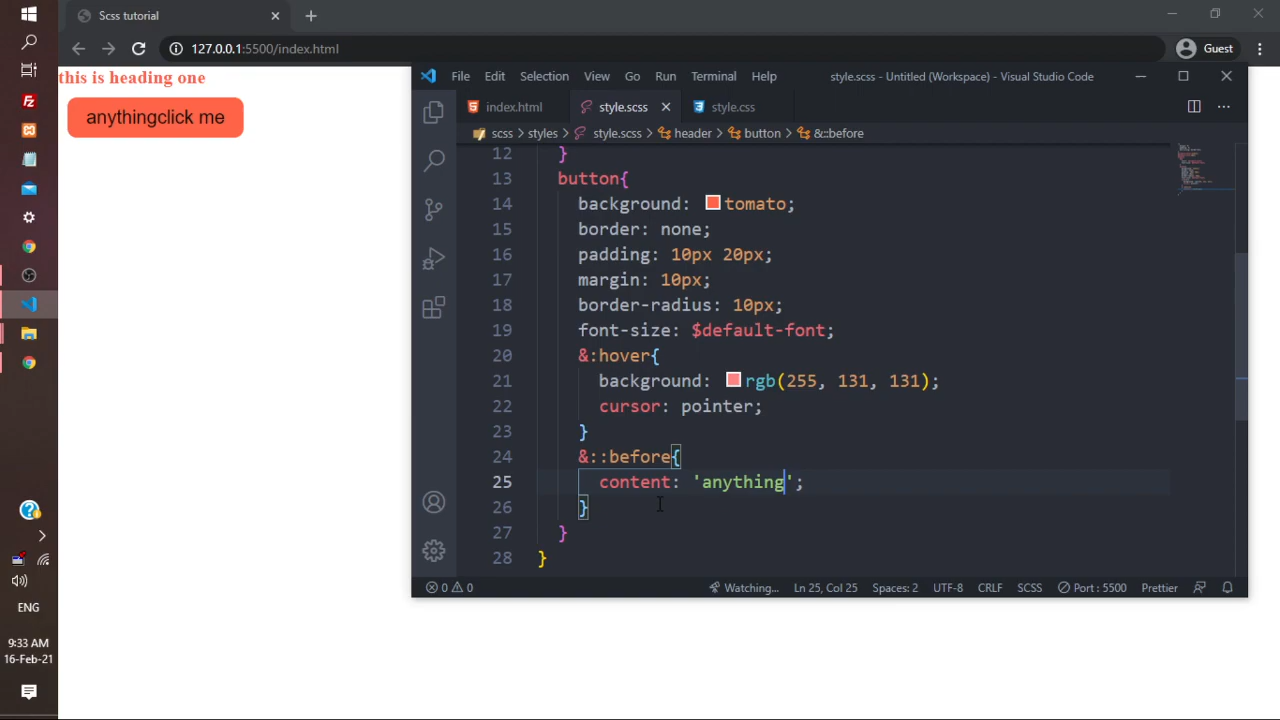 Scss tutorial
127.0.0.1:5500/index.html
Guest
this is heading one
anythingclick me
File Edit Selection View Go Run Terminal Help
style.scss - Untitled (Workspace) - Visual Studio Code
index.html
style.scss
style.css
scss > styles > style.scss > header > button > &::before
12 }
13 button{
14 background: tomato;
15 border: none;
16 padding: 10px 20px;
17 margin: 10px;
18 border-radius: 10px;
19 font-size: $default-font;
20 &:hover{
21 background: rgb(255, 131, 131);
22 cursor: pointer;
23 }
24 &::before{
25 content: 'anything';
26 }
27 }
28 }
0 0 Watching... Ln 25, Col 25 Spaces: 2 UTF-8 CRLF SCSS Port : 5500 Prettier
ENG
9:33 AM
16-Feb-21